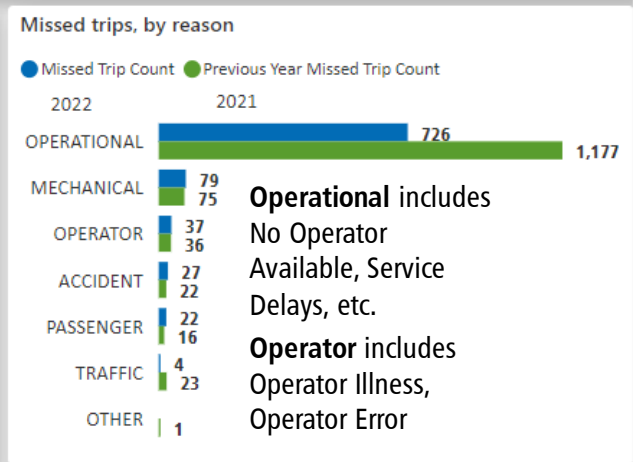 Missed trips, by reason
Missed Trip Count Previous Year Missed Trip Count
2022 2021
OPERATIONAL 726
1,177
MECHANICAL 79
75
OPERATOR 37
36
ACCIDENT 27
22
PASSENGER 22
16
TRAFFIC 4
23
OTHER 1
Operational includes
No Operator
Available, Service
Delays, etc.
Operator includes
Operator Illness,
Operator Error